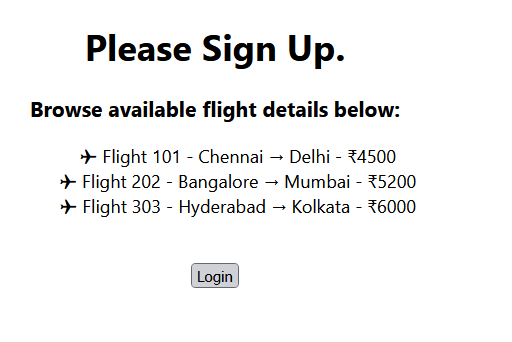 Please Sign Up.
Browse available flight details below:
✈ Flight 101 - Chennai → Delhi - ₹4500
✈ Flight 202 - Bangalore → Mumbai - ₹5200
✈ Flight 303 - Hyderabad → Kolkata - ₹6000
Login